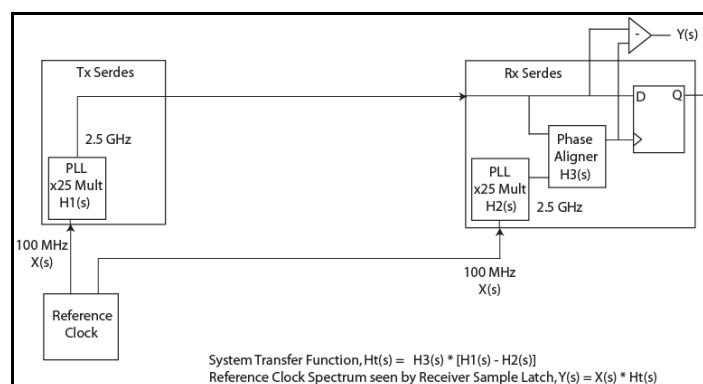 Y(s)
-
Tx Serdes
Rx Serdes
D Q
2.5 GHz
Phase
Aligner
H3(s)
PLL
x25 Mult
H1(s)
PLL
x25 Mult
H2(s)
2.5 GHz
100 MHz
X(s)
100 MHz
X(s)
Reference
Clock
System Transfer Function, Ht(s) = H3(s) * [H1(s) - H2(s)]
Reference Clock Spectrum seen by Receiver Sample Latch, Y(s) = X(s) * Ht(s)